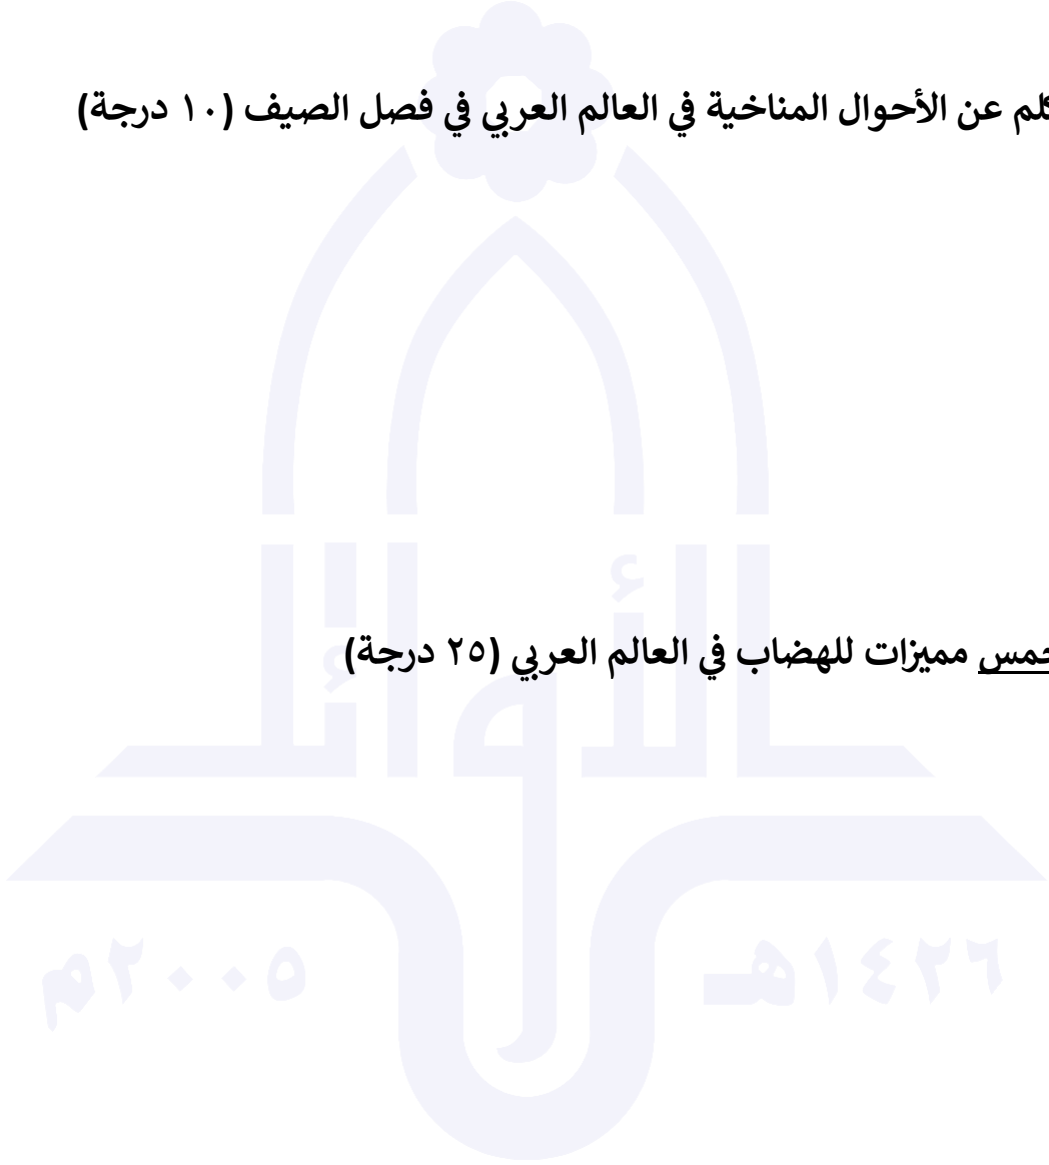 كلم عن الأحوال المناخية في العالم العربي في فصل الصيف (١٠ درجة)
خمس مميزات للهضاب في العالم العربي (٢٥ درجة)
الأوائل
٢٠٠٥م ١٤٢٦هـ